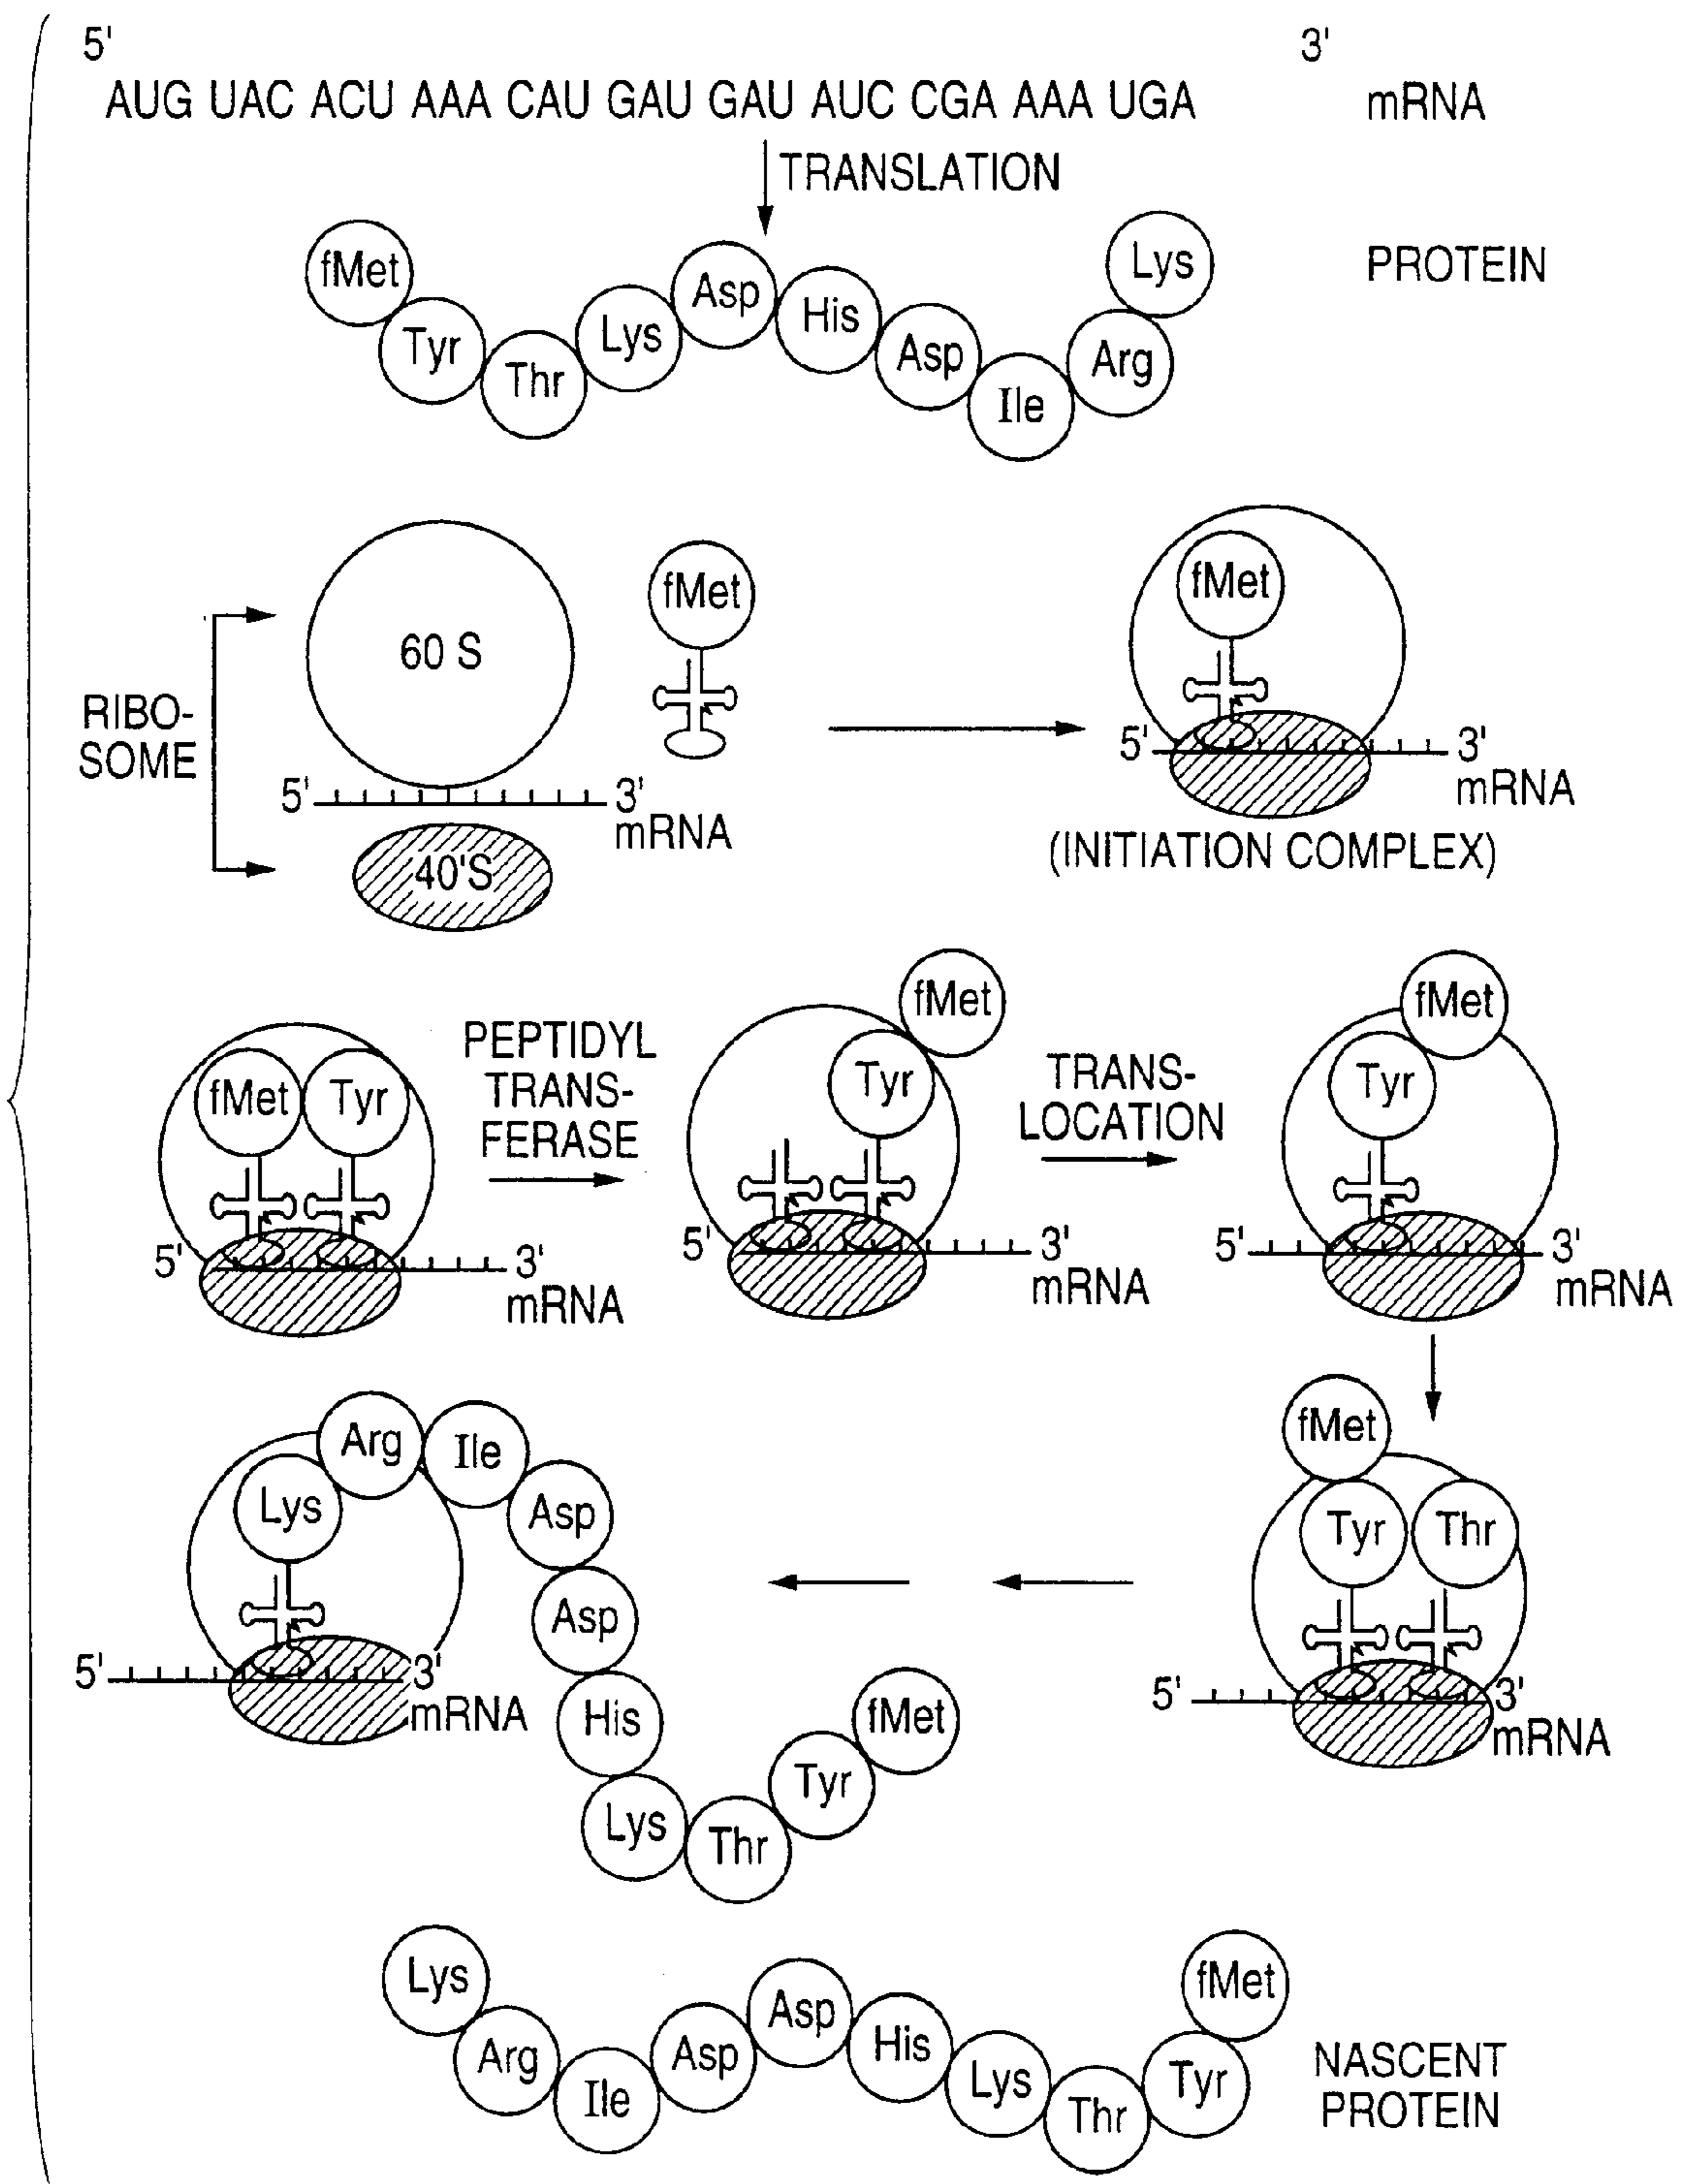 5' 3'
AUG UAC ACU AAA CAU GAU GAU AUC CGA AAA UGA mRNA
TRANSLATION
fMet Tyr Thr Lys Asp His Asp Ile Arg Lys PROTEIN
RIBO-
SOME
60 S
fMet
5' 3'
mRNA
40'S
fMet
5' 3'
mRNA
(INITIATION COMPLEX)
fMet Tyr
5' 3'
mRNA
PEPTIDYL
TRANS-
FERASE
fMet
Tyr
5' 3'
mRNA
TRANS-
LOCATION
fMet
Tyr
5' 3'
mRNA
fMet
Tyr Thr
5' 3'
mRNA
Lys Arg Ile Asp Asp His Lys Thr Tyr fMet
5' 3'
mRNA
Lys Arg Ile Asp Asp His Lys Thr Tyr fMet
NASCENT
PROTEIN